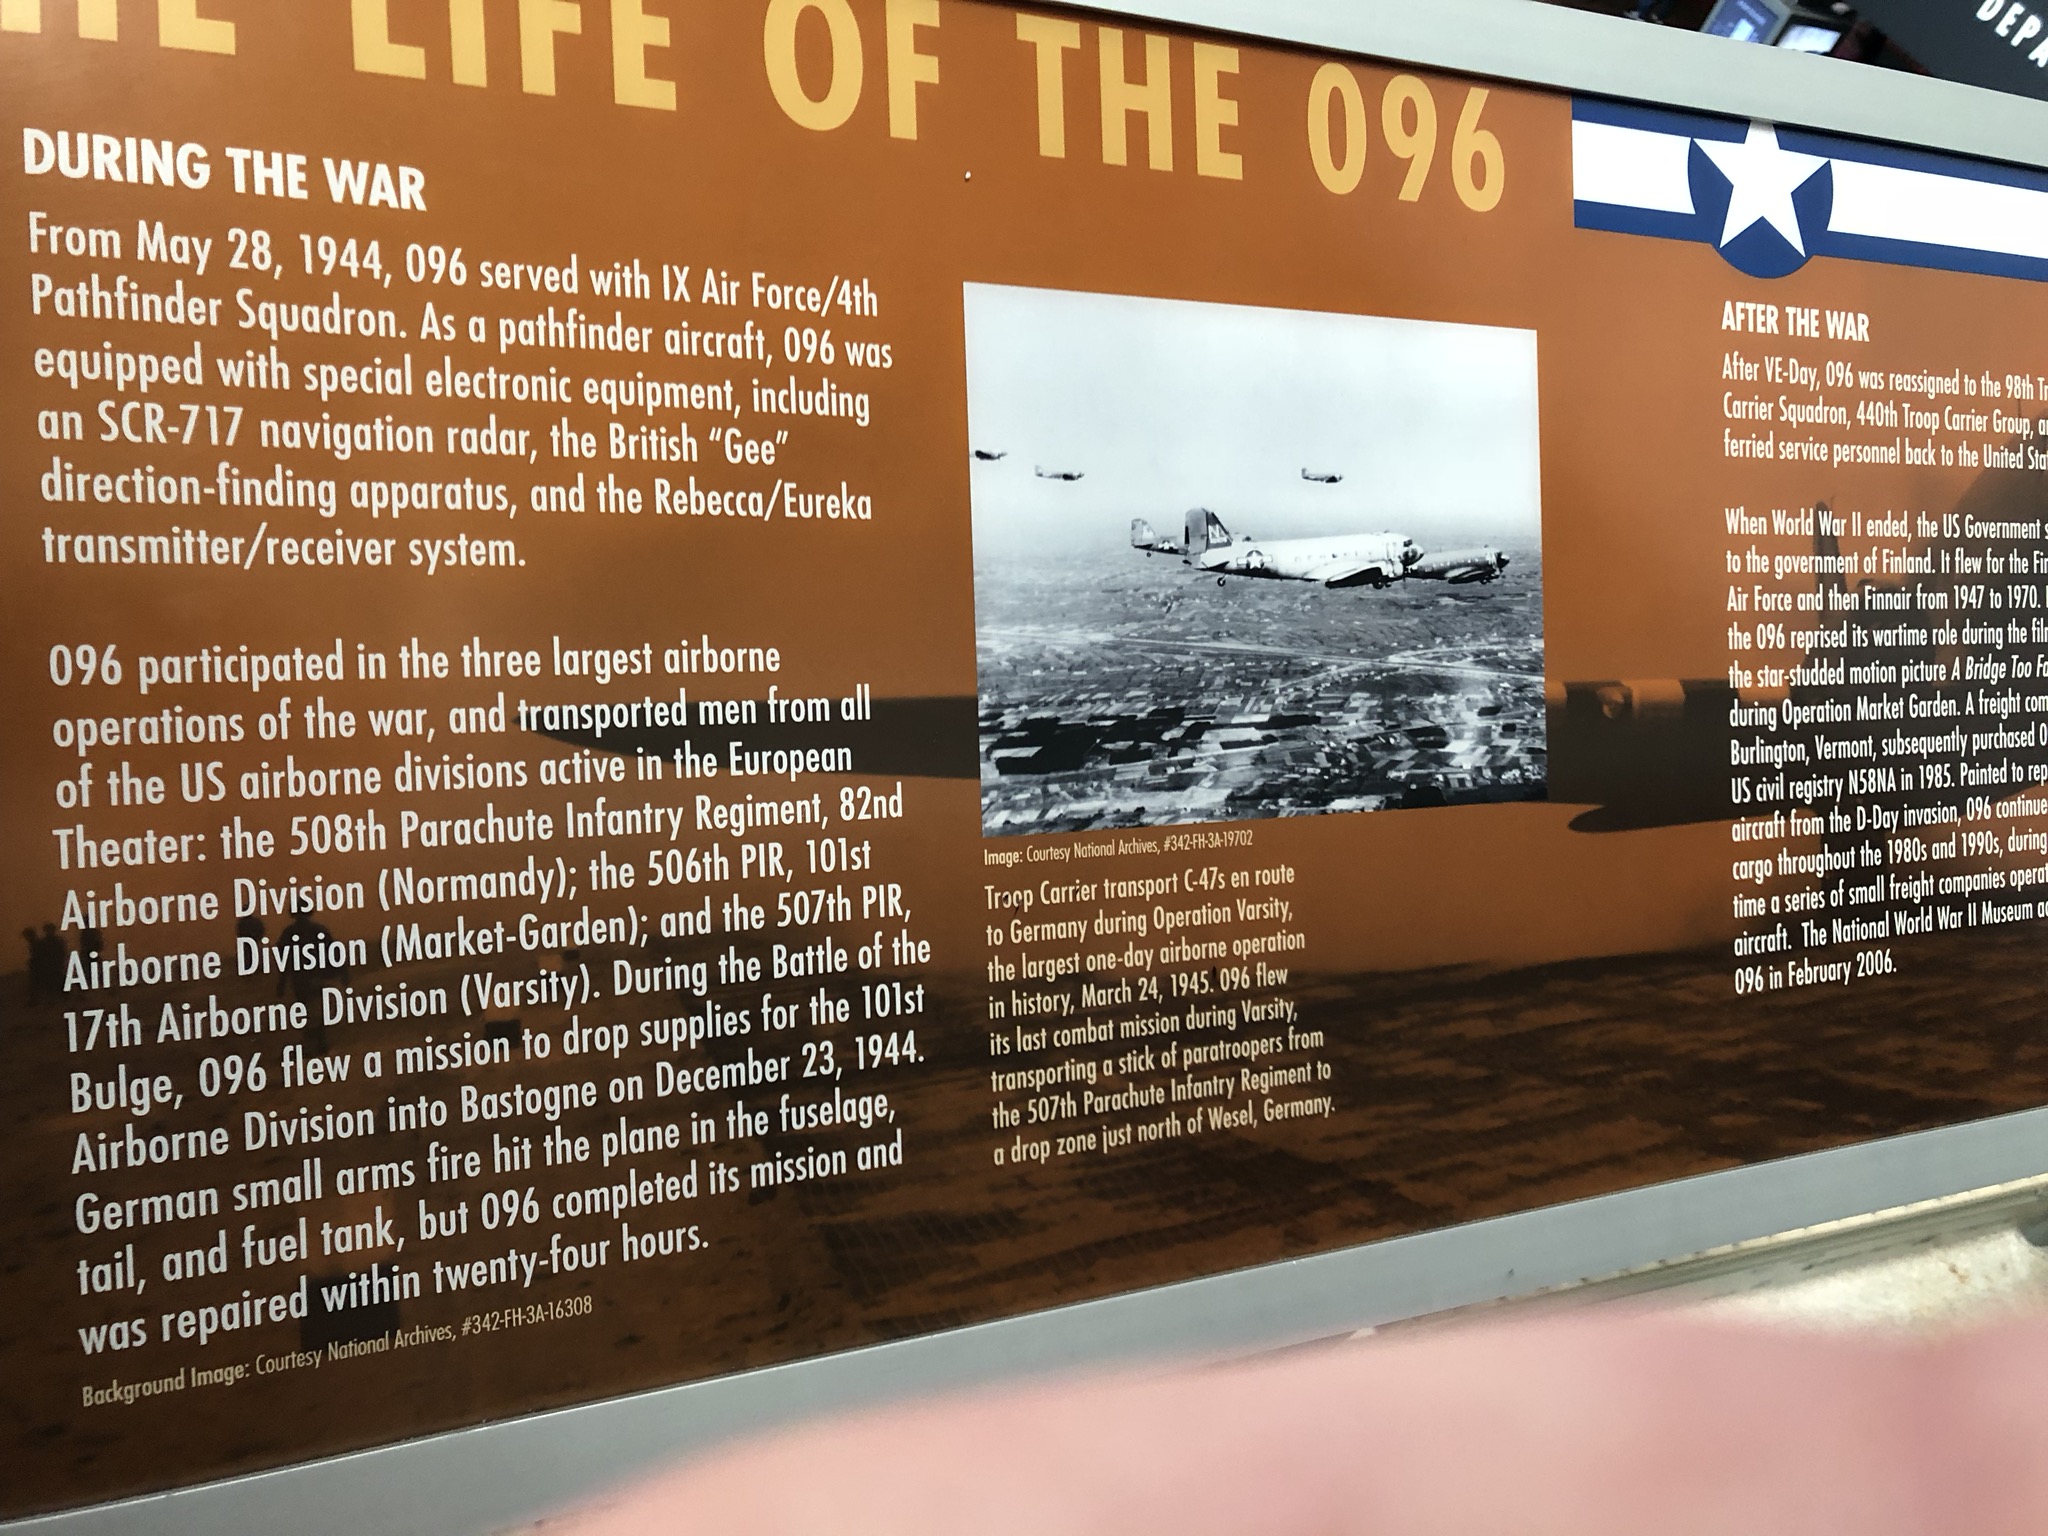 LIFE OF THE 096
DURING THE WAR
From May 28, 1944, 096 served with IX Air Force/4th
Pathfinder Squadron. As a pathfinder aircraft, 096 was
equipped with special electronic equipment, including
an SCR-717 navigation radar, the British “Gee”
direction-finding apparatus, and the Rebecca/Eureka
transmitter/receiver system.
096 participated in the three largest airborne
operations of the war, and transported men from all
of the US airborne divisions active in the European
Theater: the 508th Parachute Infantry Regiment, 82nd
Airborne Division (Normandy); the 506th PIR, 101st
Airborne Division (Market-Garden); and the 507th PIR,
17th Airborne Division (Varsity). During the Battle of the
Bulge, 096 flew a mission to drop supplies for the 101st
Airborne Division into Bastogne on December 23, 1944.
German small arms fire hit the plane in the fuselage,
tail, and fuel tank, but 096 completed its mission and
was repaired within twenty-four hours.
Background Image: Courtesy National Archives, #342-FH-3A-16308
Image: Courtesy National Archives, #342-FH-3A-19702
Troop Carrier transport C-47s en route
to Germany during Operation Varsity,
the largest one-day airborne operation
in history, March 24, 1945. 096 flew
its last combat mission during Varsity,
transporting a stick of paratroopers from
the 507th Parachute Infantry Regiment to
a drop zone just north of Wesel, Germany.
AFTER THE WAR
After VE-Day, 096 was reassigned to the 98th
Carrier Squadron, 440th Troop Carrier Group,
ferried service personnel back to the United
When World War II ended, the US Government
to the government of Finland. It flew for the
Air Force and then Finnair from 1947 to 1970.
the 096 reprised its wartime role during the
the star-studded motion picture A Bridge Too
during Operation Market Garden. A freight
Burlington, Vermont, subsequently purchased
US civil registry N58NA in 1985. Painted to
aircraft from the D-Day invasion, 096
cargo throughout the 1980s and 1990s, during
time a series of small freight companies
aircraft. The National World War II Museum
096 in February 2006.